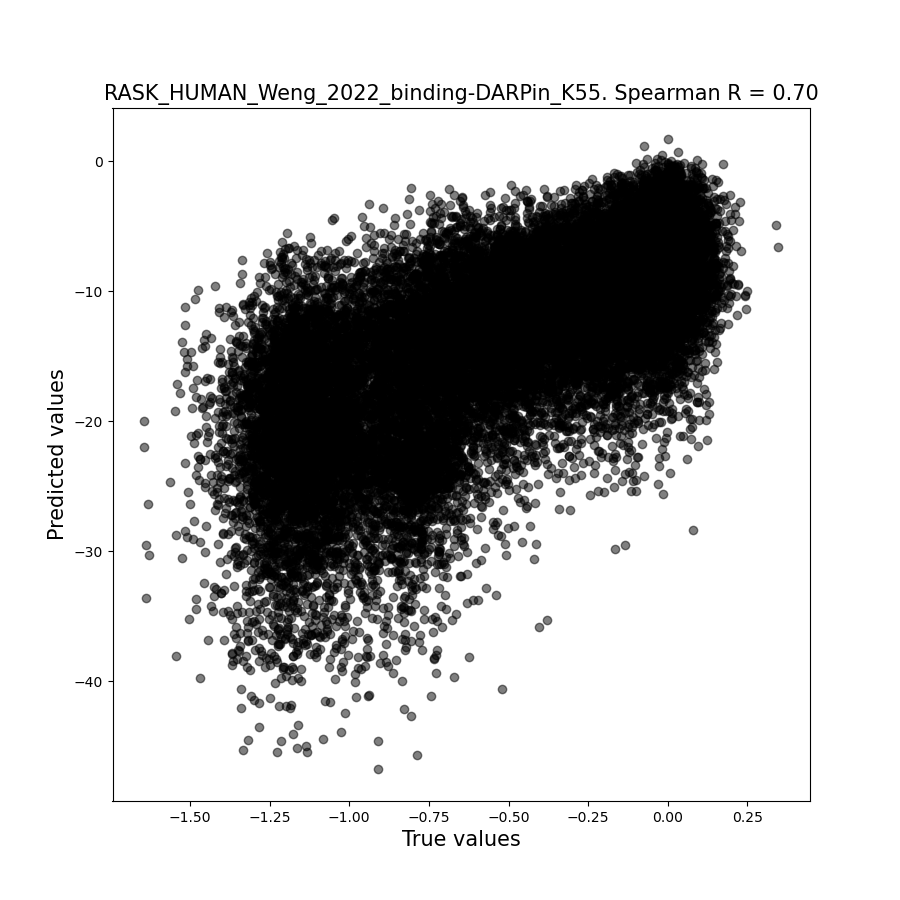 RASK_HUMAN_Weng_2022_binding-DARPin_K55. Spearman R = 0.70
0
−10
−20
−30
−40
Predicted values
−1.50 −1.25 −1.00 −0.75 −0.50 −0.25 0.00 0.25
True values